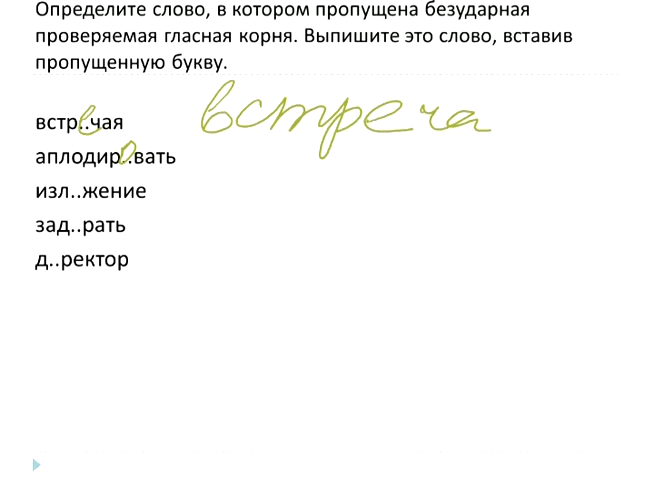 Определите слово, в котором пропущена безударная
проверяемая гласная корня. Выпишите это слово, вставив
пропущенную букву.
встр..чая встреча
аплодир..вать
изл..жение
зад..рать
д..ректор